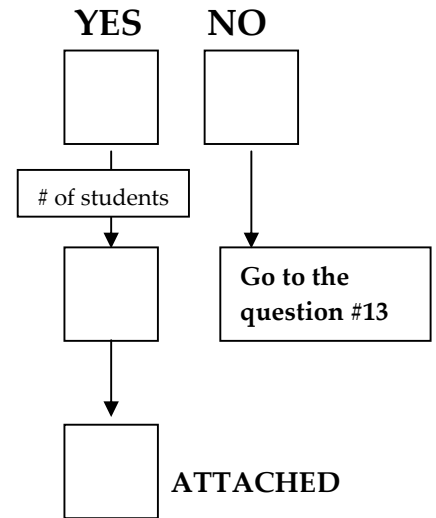 YES NO
# of students
Go to the
question #13
ATTACHED